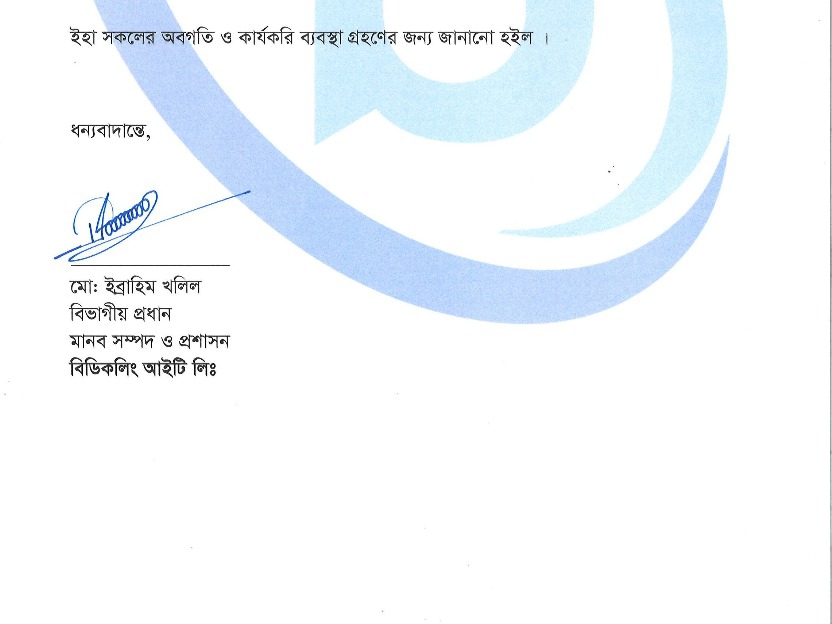 ইহা সকলের অবগতি ও কার্যকরি ব্যবস্থা গ্রহণের জন্য জানানো হইল ।
ধন্যবাদান্তে,
মো: ইব্রাহিম খলিল
বিভাগীয় প্রধান
মানব সম্পদ ও প্রশাসন
বিডিকলিং আইটি লিঃ